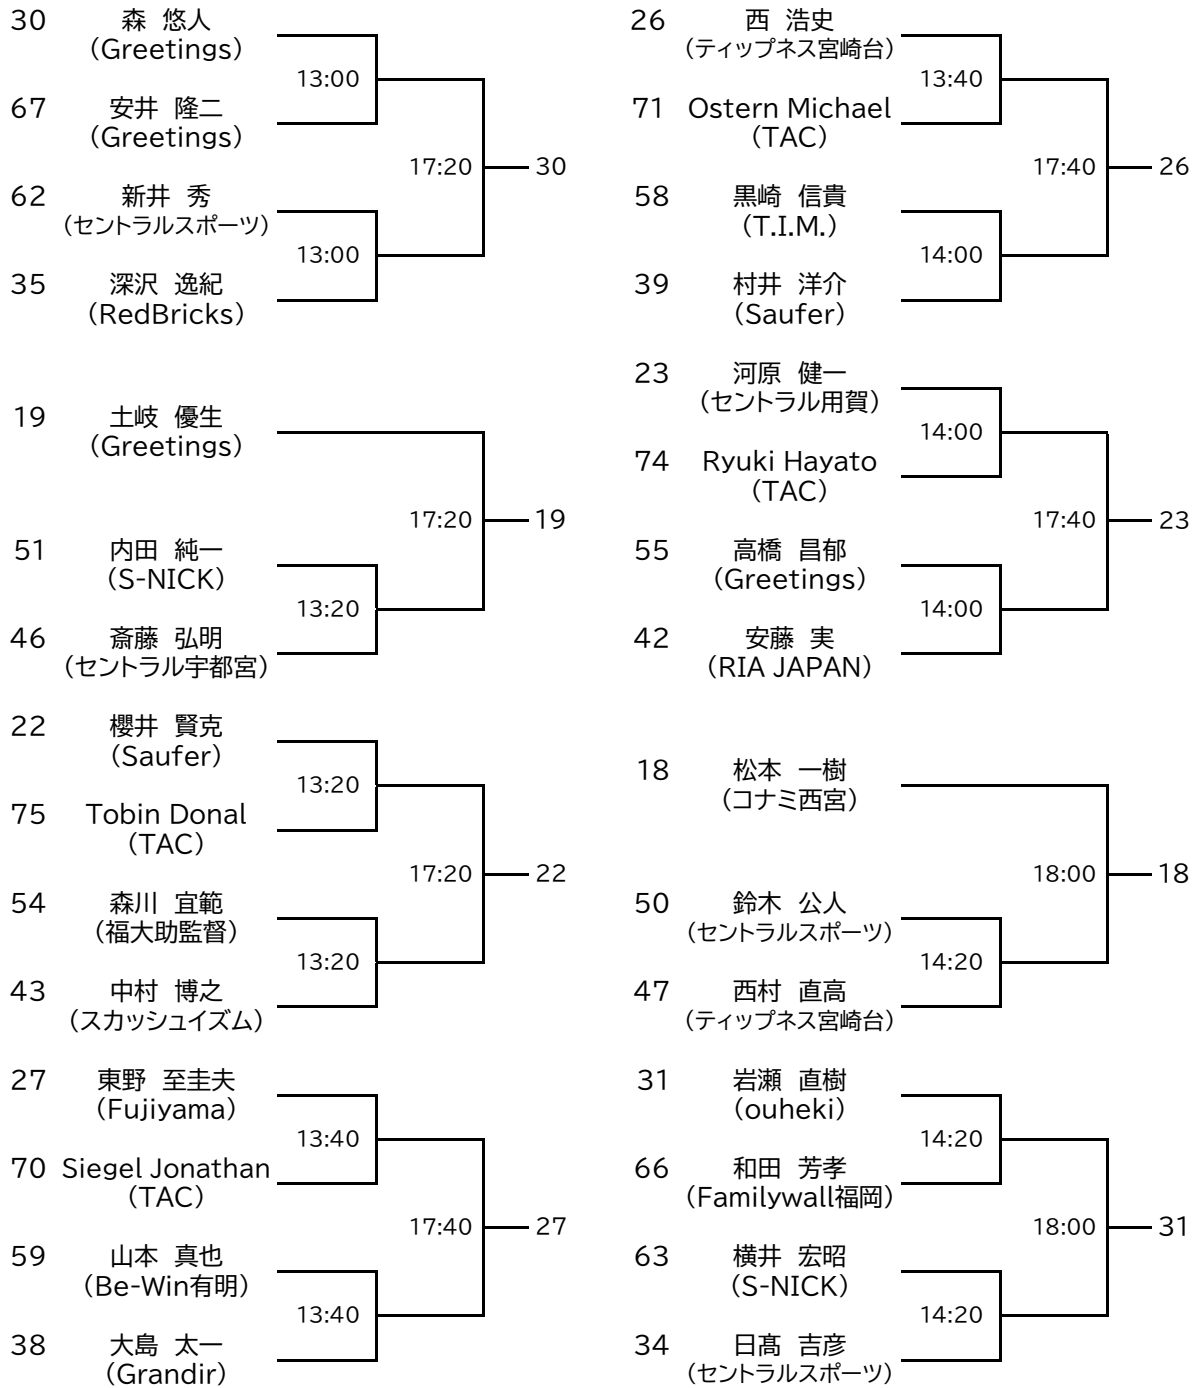 30 森 悠人
(Greetings)
13:00
67 安井 隆二
(Greetings)
17:20
30
62 新井 秀
(セントラルスポーツ)
13:00
35 深沢 逸紀
(RedBricks)
19 土岐 優生
(Greetings)
17:20
19
51 内田 純一
(S-NICK)
13:20
46 斎藤 弘明
(セントラル宇都宮)
22 櫻井 賢克
(Saufer)
13:20
75 Tobin Donal
(TAC)
17:20
22
54 森川 宜範
(福大助監督)
13:20
43 中村 博之
(スカッシュイズム)
27 東野 至圭夫
(Fujiyama)
13:40
70 Siegel Jonathan
(TAC)
17:40
27
59 山本 真也
(Be-Win有明)
13:40
38 大島 太一
(Grandir)
26 西 浩史
(ティップネス宮崎台)
13:40
71 Ostern Michael
(TAC)
17:40
26
58 黒崎 信貴
(T.I.M.)
14:00
39 村井 洋介
(Saufer)
23 河原 健一
(セントラル用賀)
14:00
74 Ryuki Hayato
(TAC)
17:40
23
55 高橋 昌郁
(Greetings)
14:00
42 安藤 実
(RIA JAPAN)
18 松本 一樹
(コナミ西宮)
18:00
18
50 鈴木 公人
(セントラルスポーツ)
14:20
47 西村 直高
(ティップネス宮崎台)
31 岩瀬 直樹
(ouheki)
14:20
66 和田 芳孝
(Familywall福岡)
18:00
31
63 横井 宏昭
(S-NICK)
14:20
34 日髙 吉彦
(セントラルスポーツ)